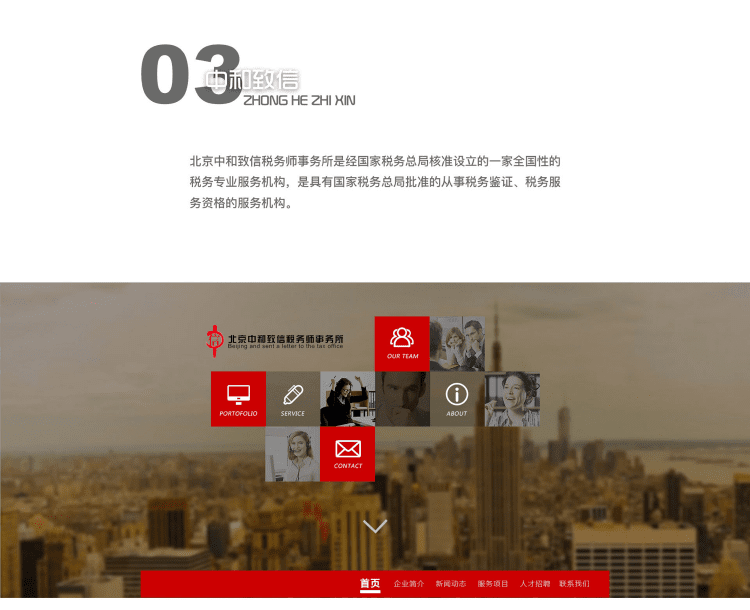 03
中和致信
ZHONG HE ZHI XIN
北京中和致信税务师事务所是经国家税务总局核准设立的一家全国性的
税务专业服务机构，是具有国家税务总局批准的从事税务鉴证、税务服
务资格的服务机构。
北京中和致信税务师事务所
Beijing and sent a letter to the tax office
OUR TEAM
PORTOFOLIO
SERVICE
ABOUT
CONTACT
首页 企业简介 新闻动态 服务项目 人才招聘 联系我们